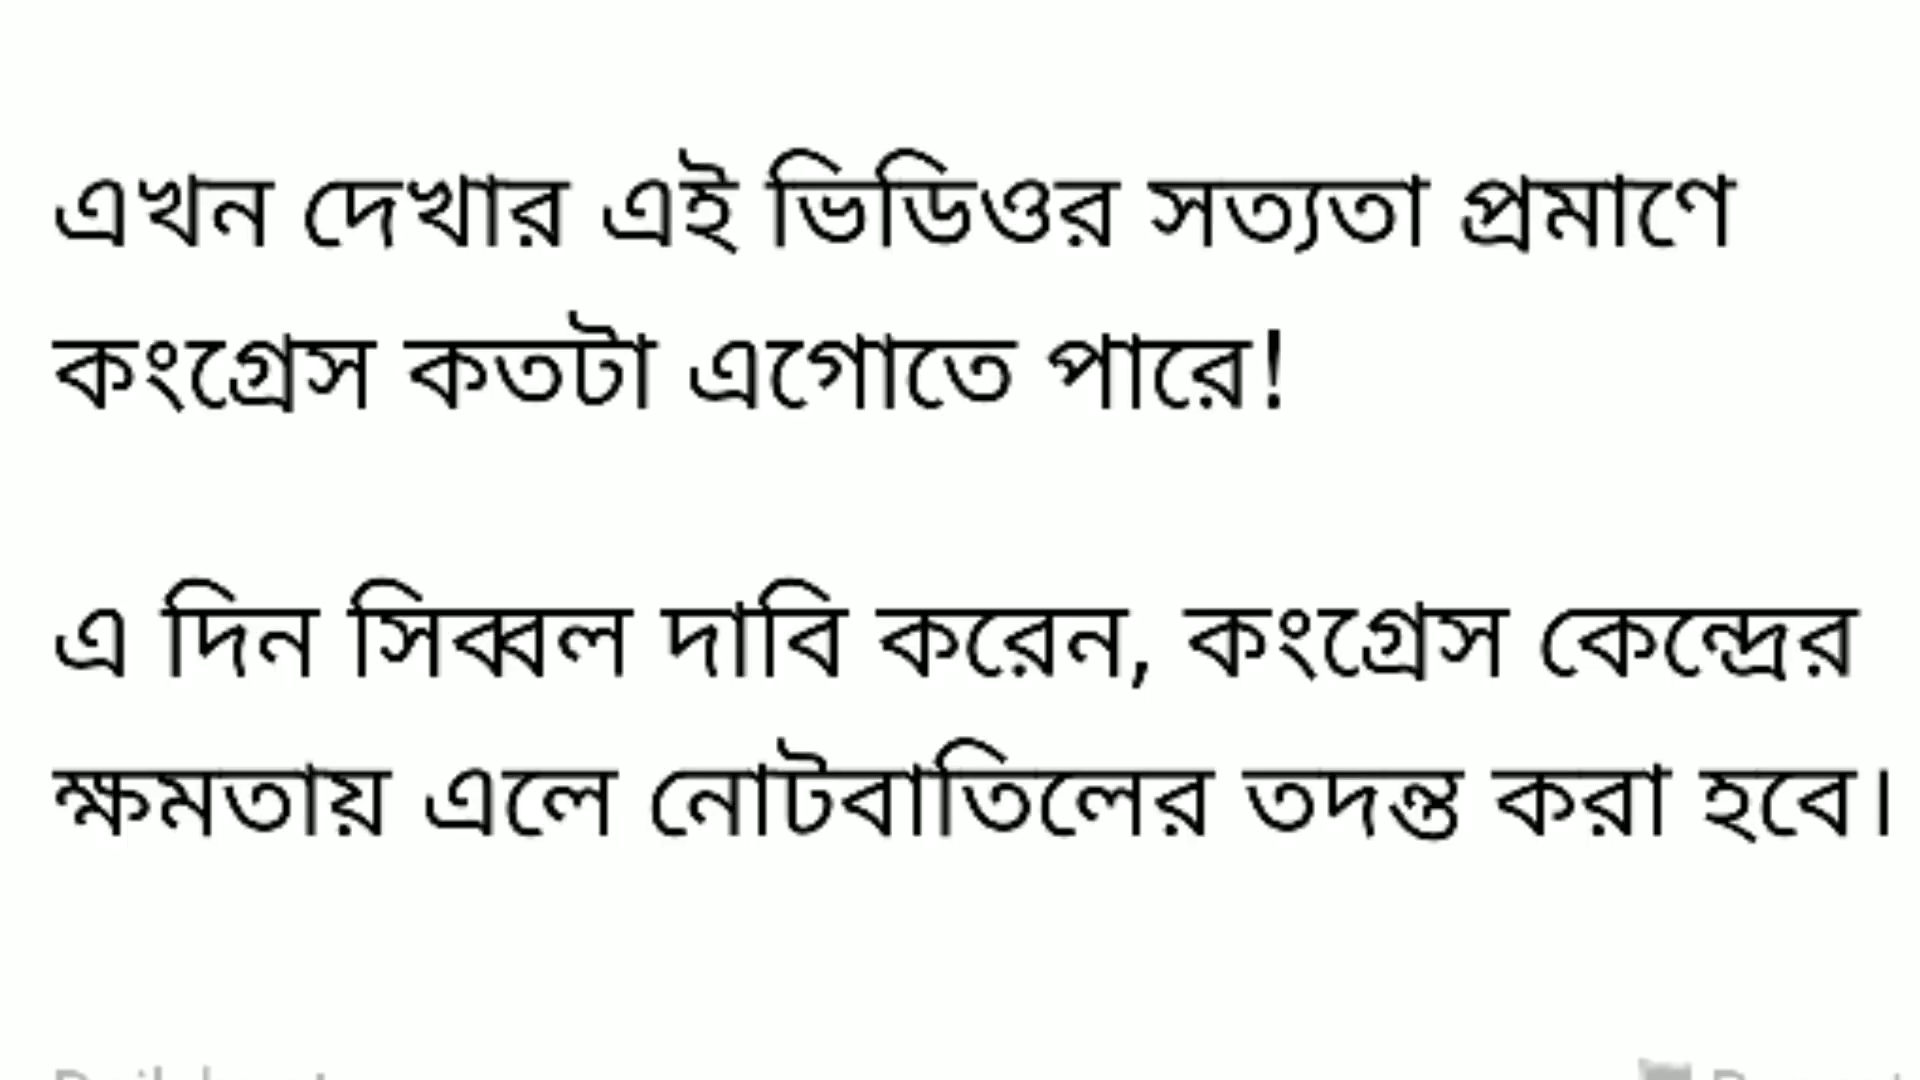 এখন দেখার এই ভিডিওর সত্যতা প্রমাণে
কংগ্রেস কতটা এগোতে পারে!
এ দিন সিব্বল দাবি করেন, কংগ্রেস কেন্দ্রের
ক্ষমতায় এলে নোটবাতিলের তদন্ত করা হবে।